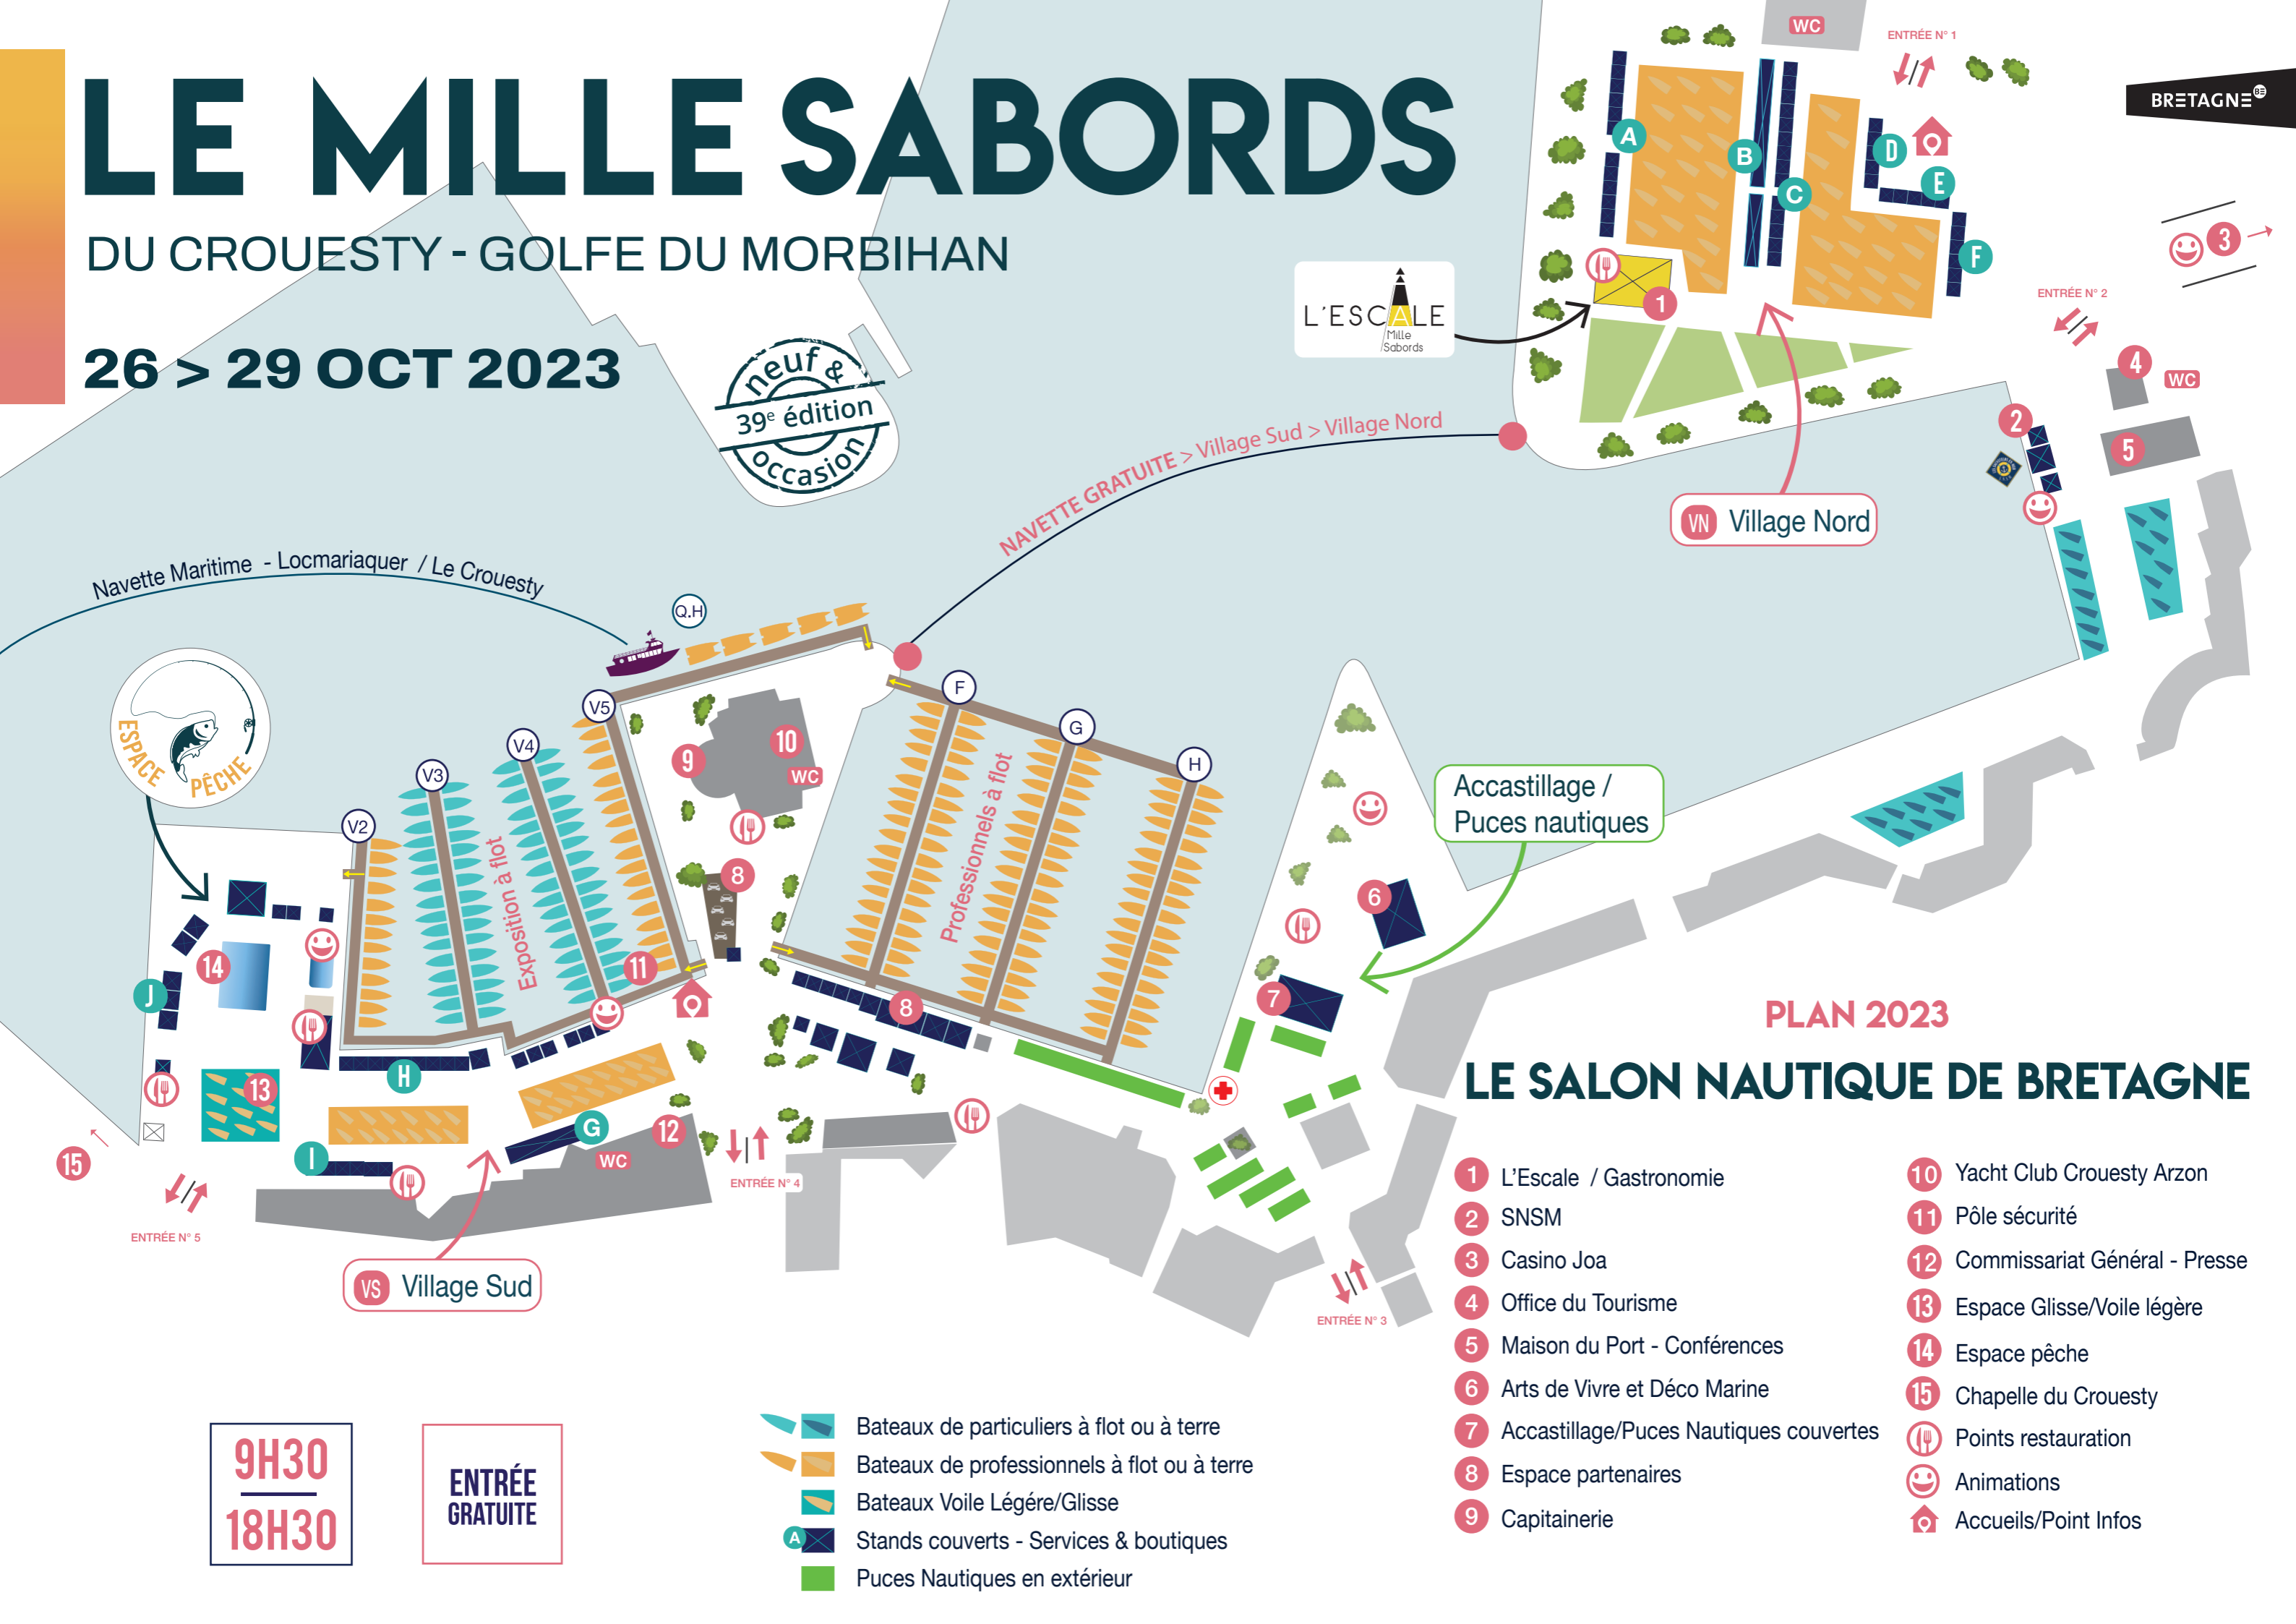 LE MILLE SABORDS
DU CROUESTY - GOLFE DU MORBIHAN
26 > 29 OCT 2023
neuf &
39e édition
occasion
BRETAGNE
WC
ENTRÉE N° 1
A
B
C
D
E
F
3
ENTRÉE N° 2
1
L'ESCALE
Mille
Sabords
4
WC
2
5
VN Village Nord
NAVETTE GRATUITE > Village Sud > Village Nord
Navette Maritime - Locmariaquer / Le Crouesty
Q.H
ESPACE
PÊCHE
V2
V3
V4
V5
F
G
H
9
10
WC
8
Exposition à flot
Professionnels à flot
11
8
Accastillage /
Puces nautiques
6
7
14
J
13
H
G
I
12
WC
15
ENTRÉE N° 5
ENTRÉE N° 4
ENTRÉE N° 3
VS Village Sud
PLAN 2023
LE SALON NAUTIQUE DE BRETAGNE
1 L'Escale / Gastronomie
2 SNSM
3 Casino Joa
4 Office du Tourisme
5 Maison du Port - Conférences
6 Arts de Vivre et Déco Marine
7 Accastillage/Puces Nautiques couvertes
8 Espace partenaires
9 Capitainerie
10 Yacht Club Crouesty Arzon
11 Pôle sécurité
12 Commissariat Général - Presse
13 Espace Glisse/Voile légère
14 Espace pêche
15 Chapelle du Crouesty
Points restauration
Animations
Accueils/Point Infos
9H30
18H30
ENTRÉE
GRATUITE
Bateaux de particuliers à flot ou à terre
Bateaux de professionnels à flot ou à terre
Bateaux Voile Légére/Glisse
A Stands couverts - Services & boutiques
Puces Nautiques en extérieur